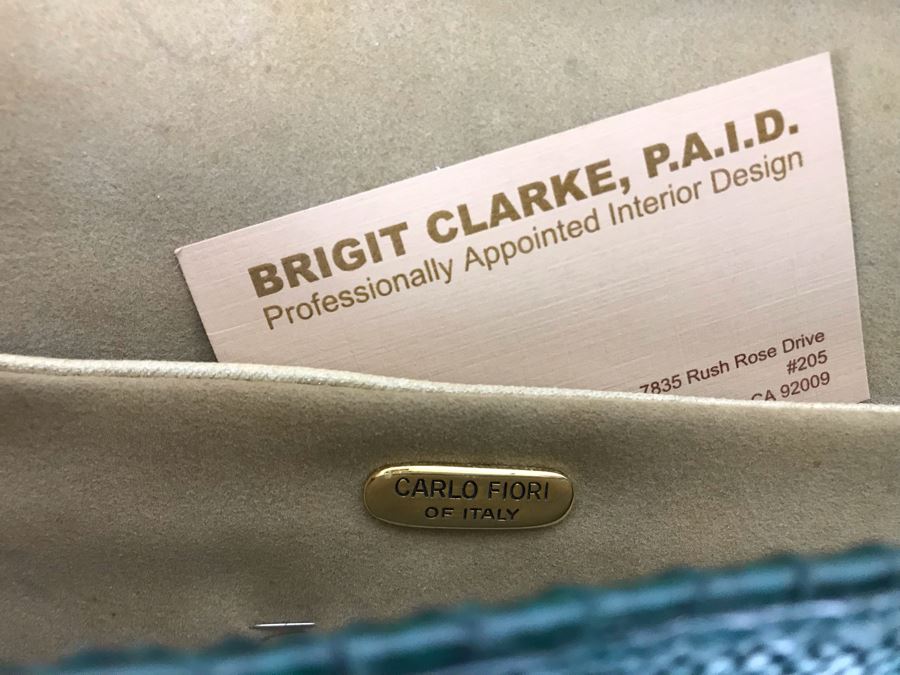 BRIGIT CLARKE, P.A.I.D.
Professionally Appointed Interior Design
7835 Rush Rose Drive
#205
CA 92009
CARLO FIORI
OF ITALY